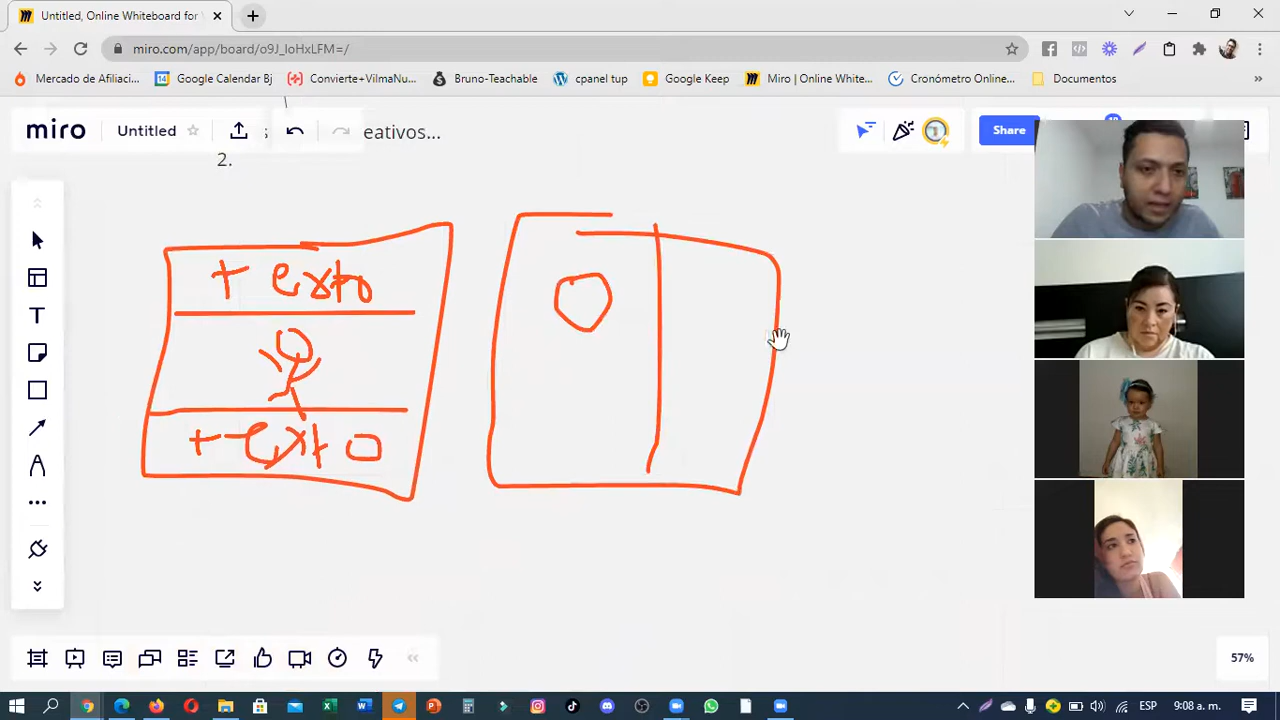 Untitled, Online Whiteboard for
miro.com/app/board/o9J_IoHxLFM=/
Mercado de Afiliaci...
Google Calendar Bj
Convierte+VilmaNu...
Bruno-Teachable
cpanel tup
Google Keep
Miro | Online White...
Cronómetro Online...
Documentos
miro
Untitled
eativos...
Share
2.
texto
texto
57%
ESP
9:08 a. m.